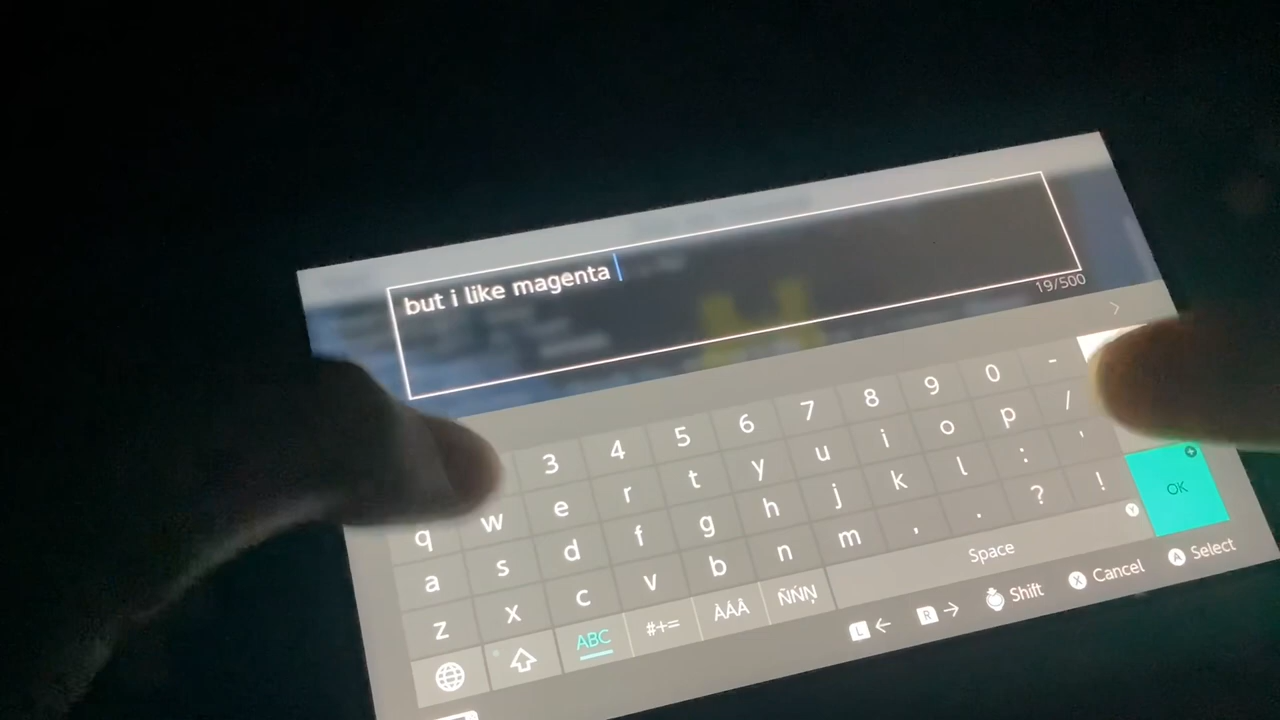 but i like magenta
19/500
3 4 5 6 7 8 9 0 -
q w e r t y u i o p /
a s d f g h j k l : '
z x c v b n m , . ? !
ABC #+= ÀÁÂ ÑŃŅ Space OK
L ← R → Shift X Cancel A Select